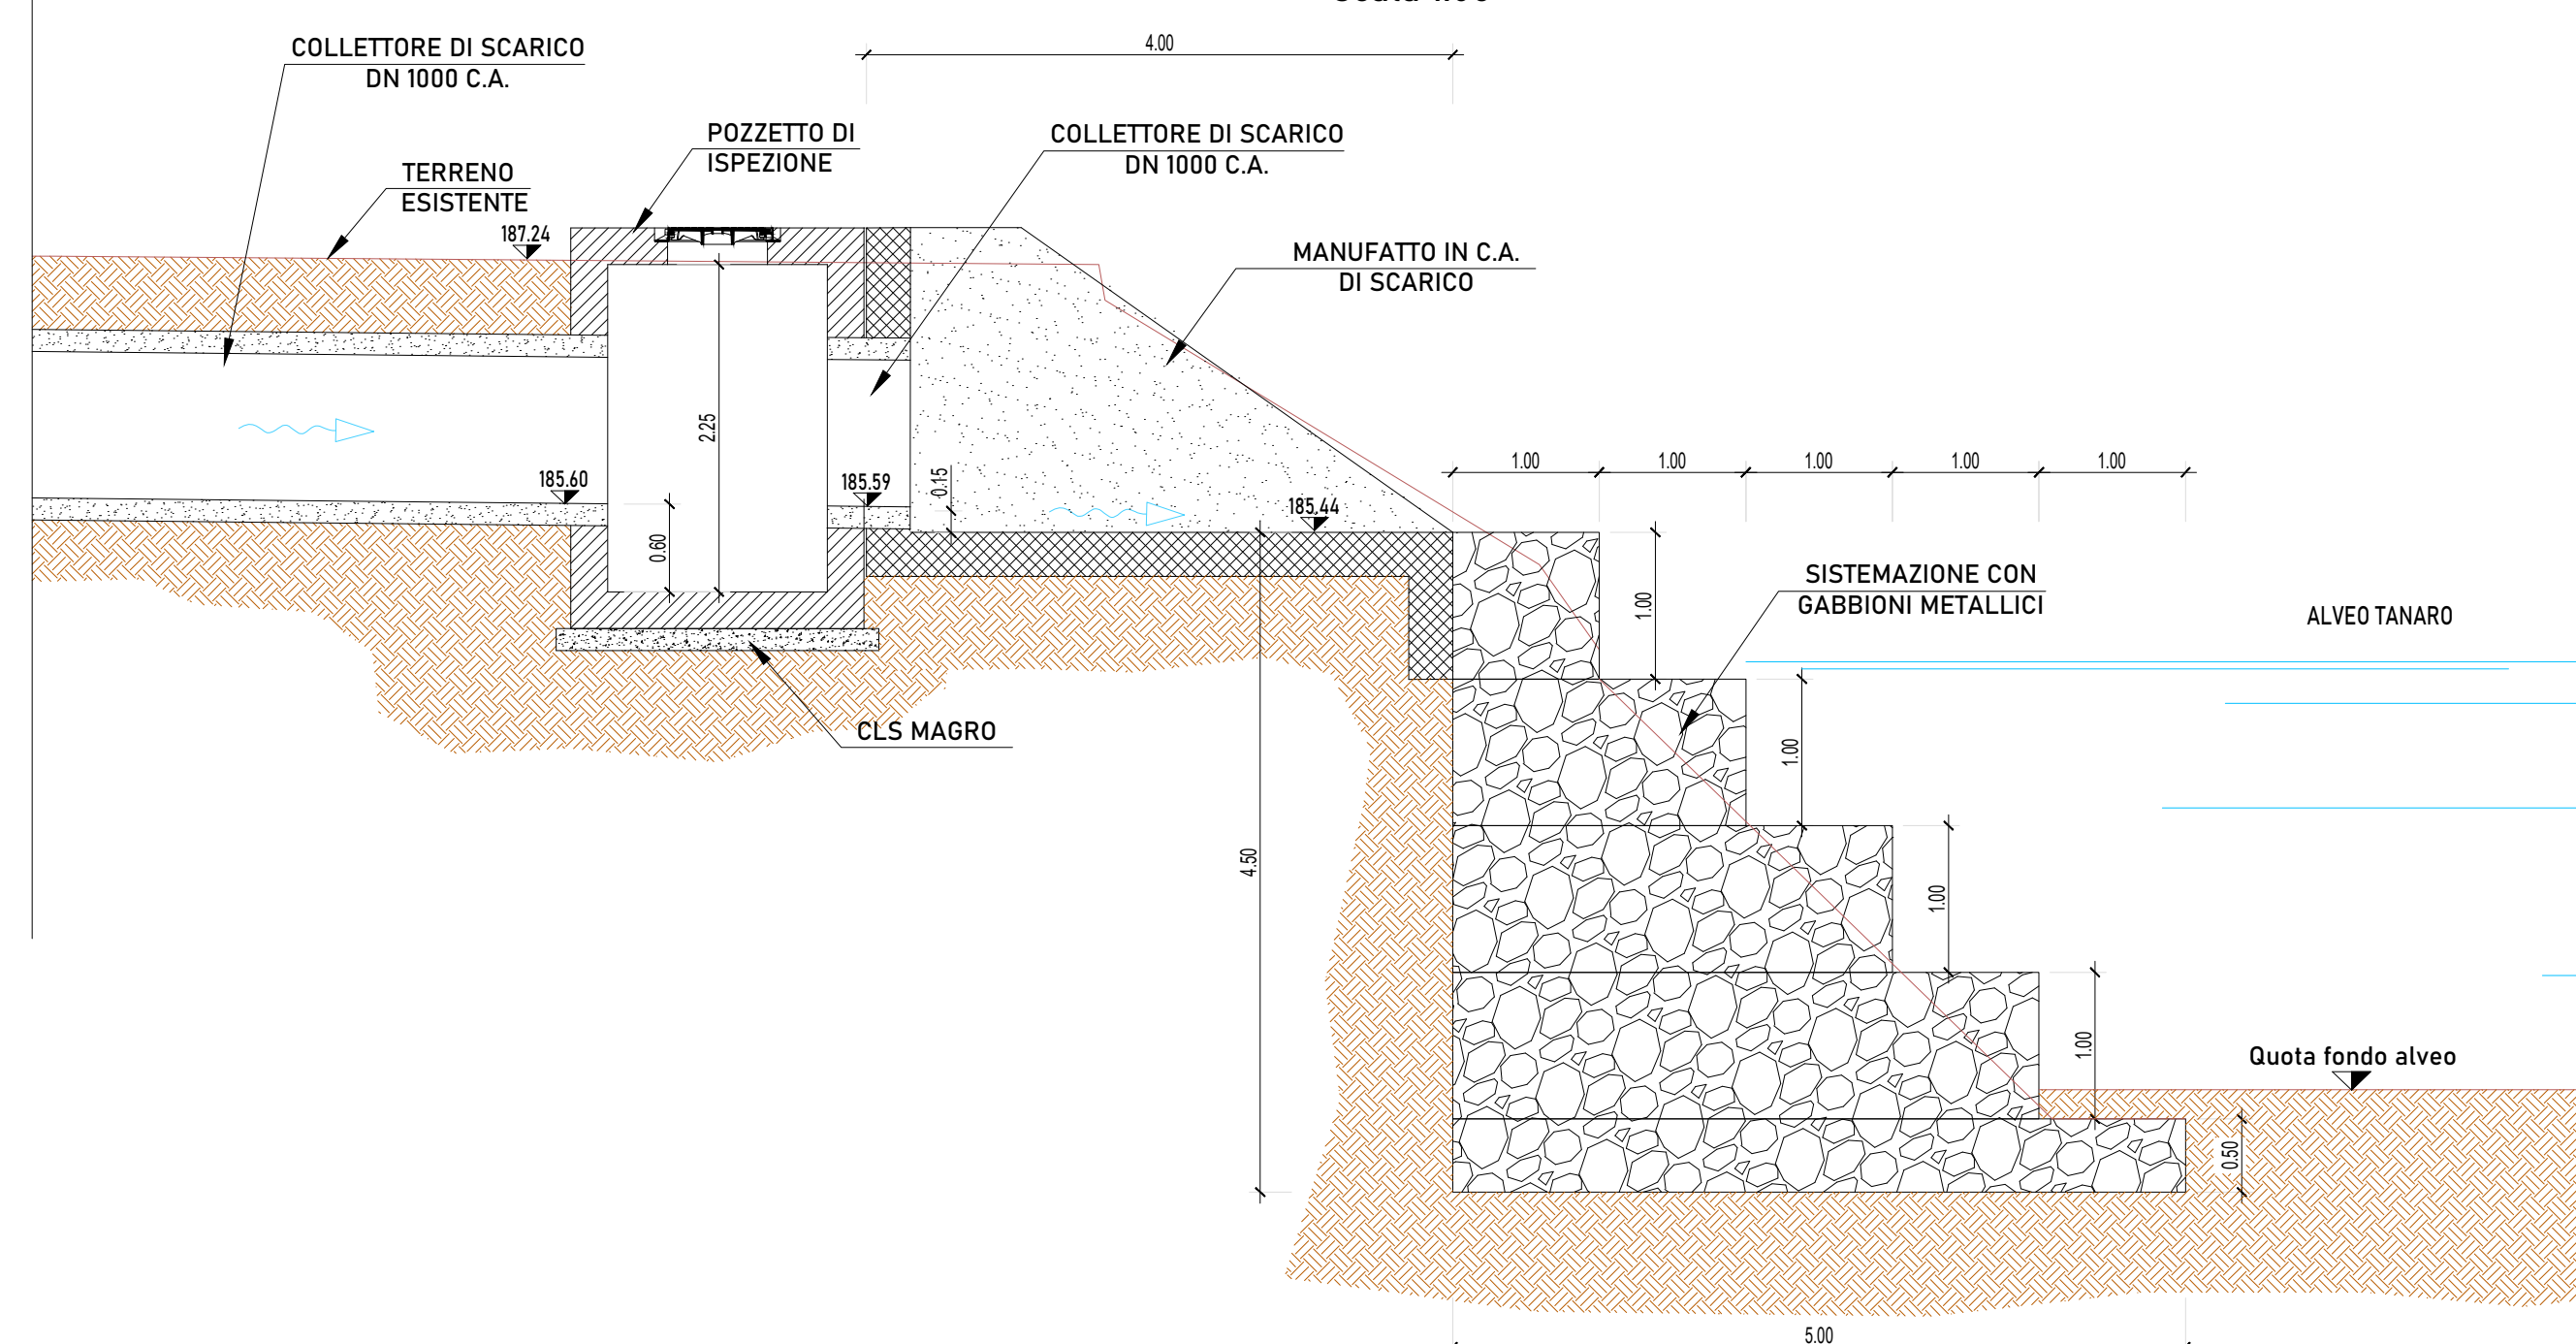 COLLETTORE DI SCARICO
DN 1000 C.A.
4.00
POZZETTO DI
ISPEZIONE
COLLETTORE DI SCARICO
DN 1000 C.A.
TERRENO
ESISTENTE
187.24
MANUFATTO IN C.A.
DI SCARICO
2.25
185.60
185.59
0.15
185.44
0.60
1.00
1.00
1.00
1.00
1.00
1.00
SISTEMAZIONE CON
GABBIONI METALLICI
ALVEO TANARO
CLS MAGRO
1.00
4.50
1.00
1.00
Quota fondo alveo
0.50
5.00